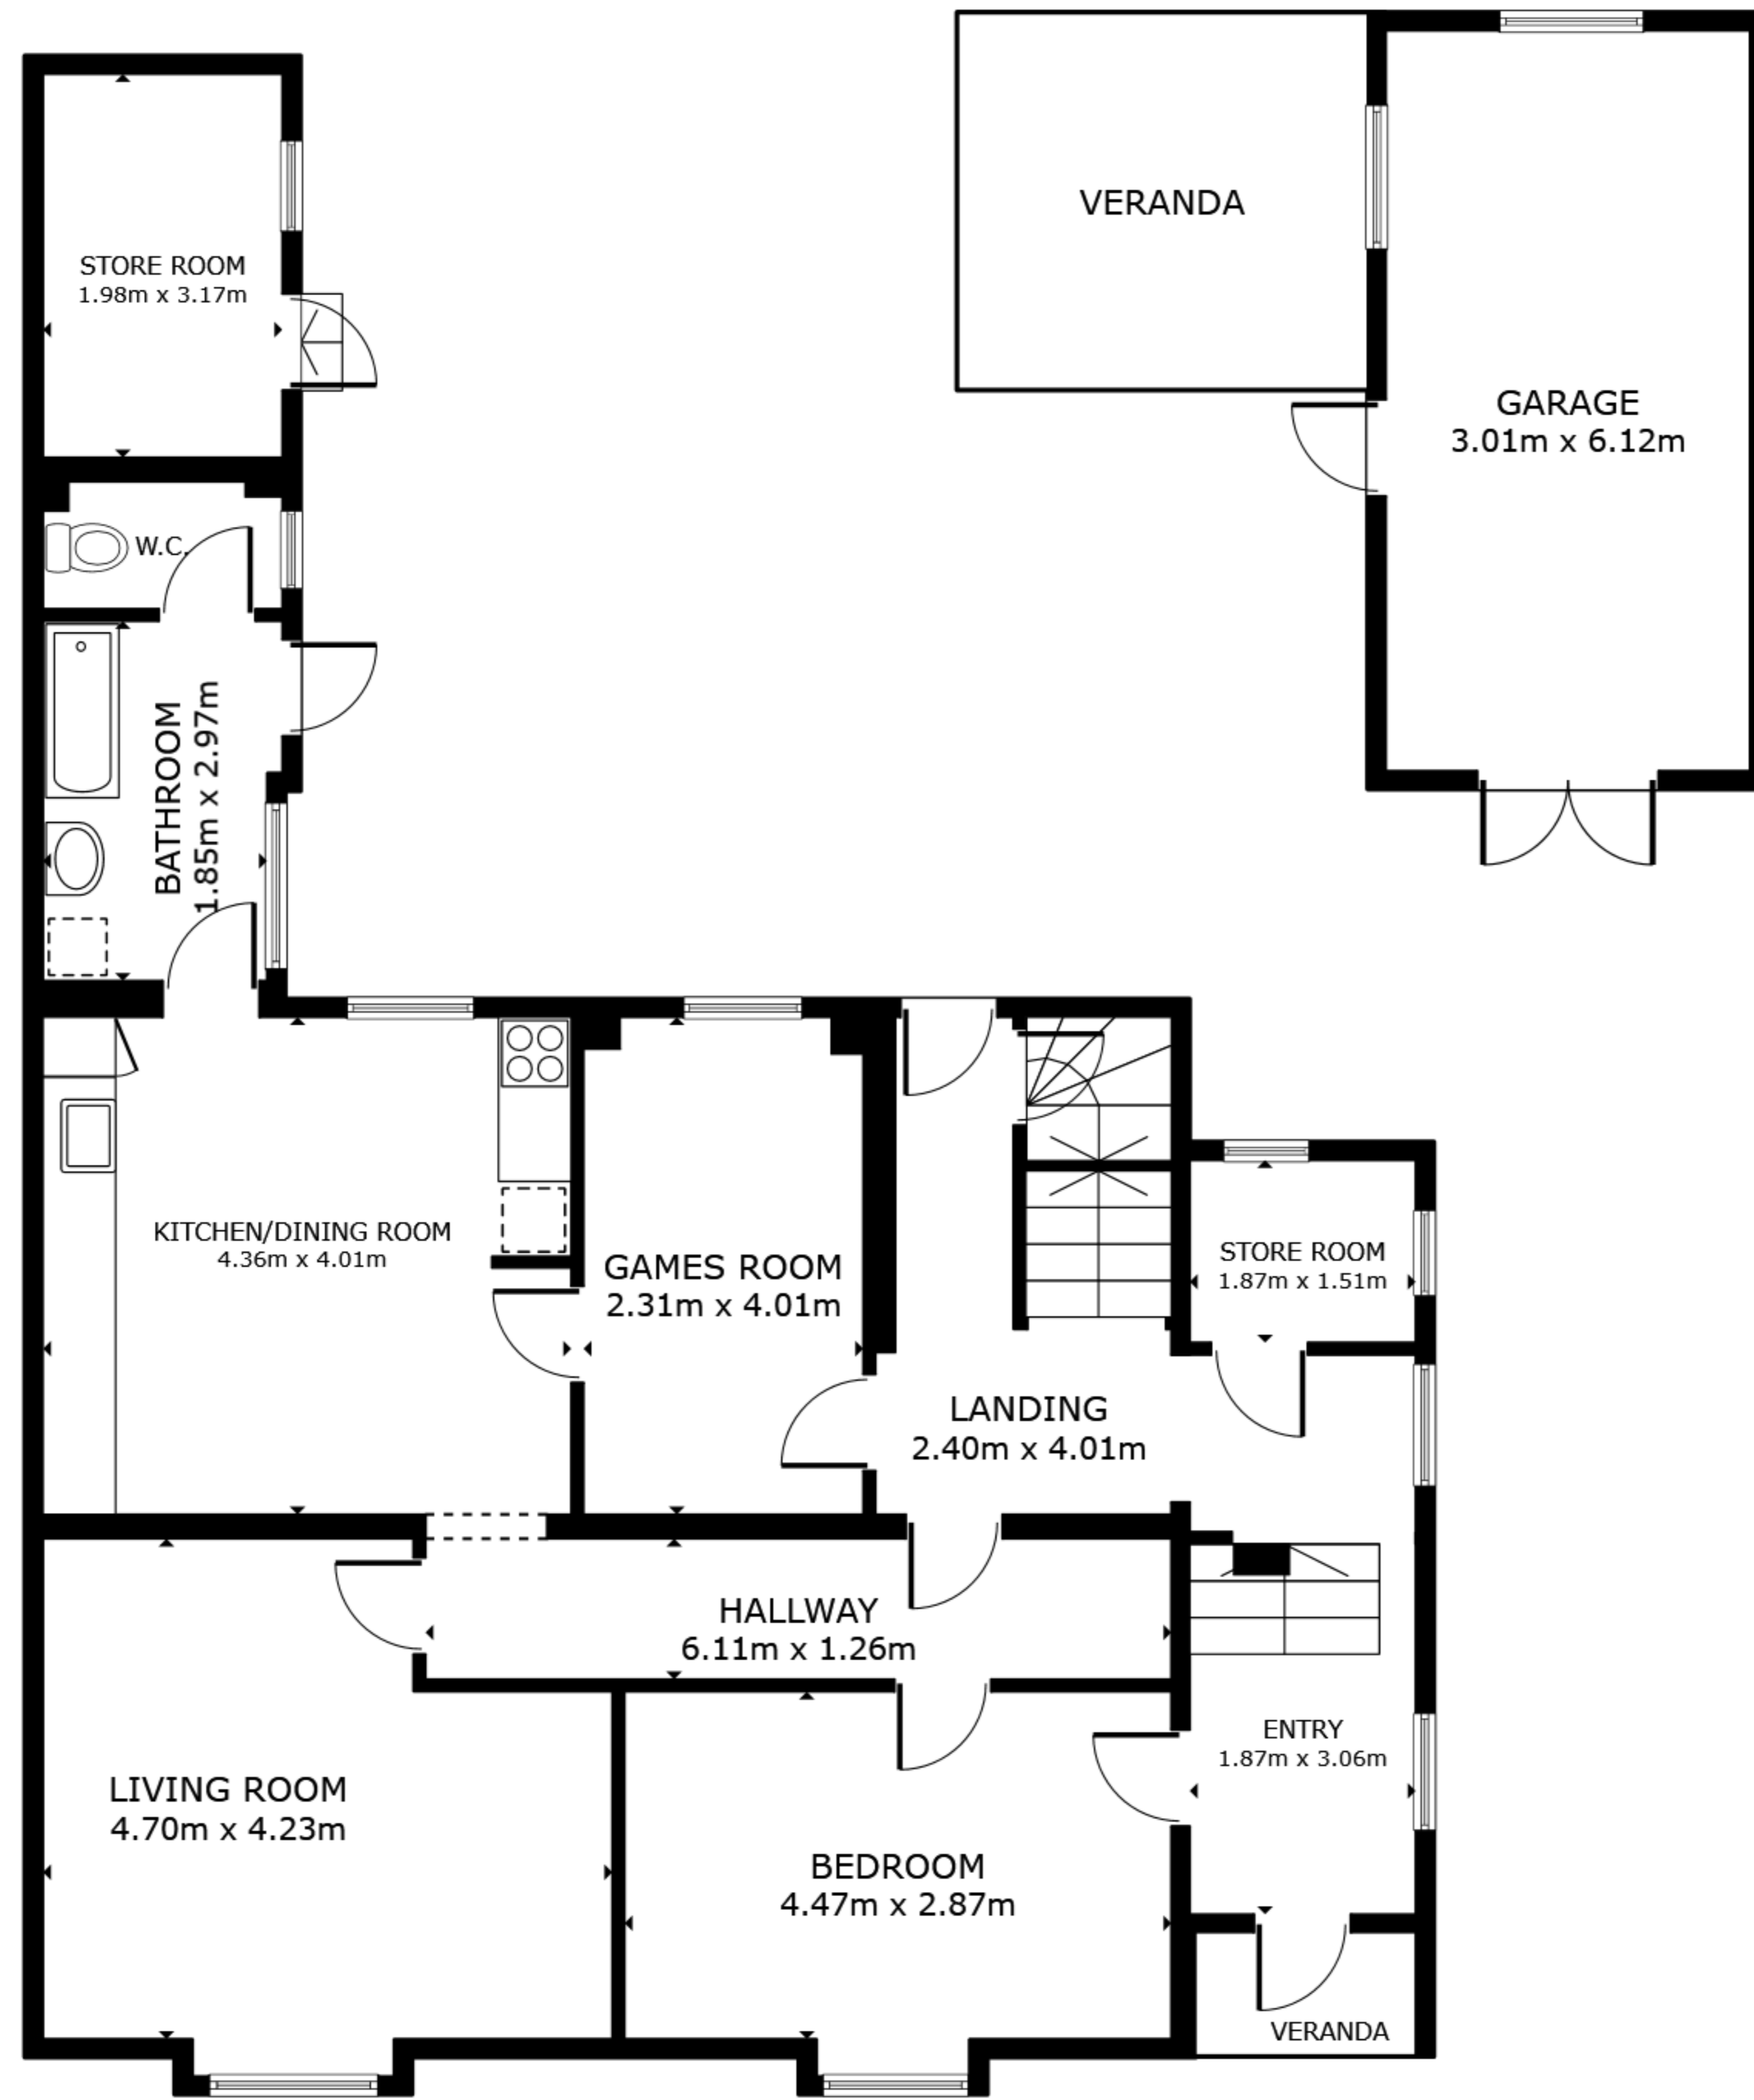 VERANDA
STORE ROOM
1.98m x 3.17m
GARAGE
3.01m x 6.12m
W.C.
BATHROOM
1.85m x 2.97m
KITCHEN/DINING ROOM
4.36m x 4.01m
GAMES ROOM
2.31m x 4.01m
STORE ROOM
1.87m x 1.51m
LANDING
2.40m x 4.01m
HALLWAY
6.11m x 1.26m
ENTRY
1.87m x 3.06m
LIVING ROOM
4.70m x 4.23m
BEDROOM
4.47m x 2.87m
VERANDA